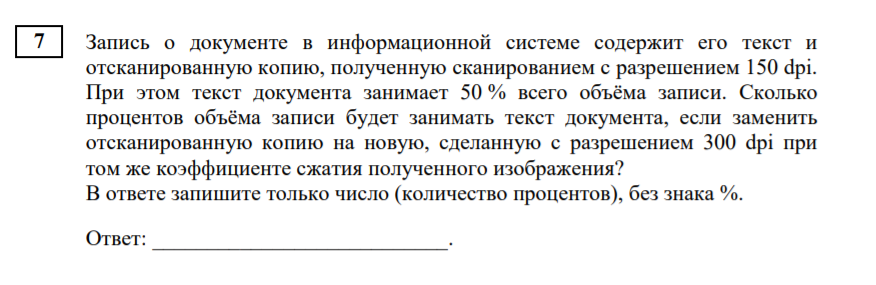 7
Запись о документе в информационной системе содержит его текст и
отсканированную копию, полученную сканированием с разрешением 150 dpi.
При этом текст документа занимает 50 % всего объёма записи. Сколько
процентов объёма записи будет занимать текст документа, если заменить
отсканированную копию на новую, сделанную с разрешением 300 dpi при
том же коэффициенте сжатия полученного изображения?
В ответе запишите только число (количество процентов), без знака %.
Ответ: ___________________________.